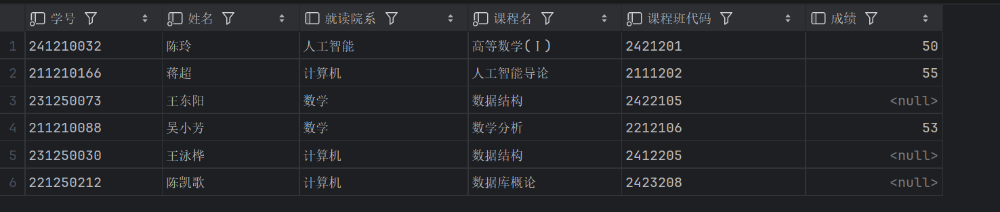 学号 姓名 就读院系 课程名 课程班代码 成绩
1 241210032 陈玲 人工智能 高等数学(Ⅰ) 2421201 50
2 211210166 蒋超 计算机 人工智能导论 2111202 55
3 231250073 王东阳 数学 数据结构 2422105 <null>
4 211210088 吴小芳 数学 数学分析 2212106 53
5 231250030 王泳桦 计算机 数据结构 2412205 <null>
6 221250212 陈凯歌 计算机 数据库概论 2423208 <null>